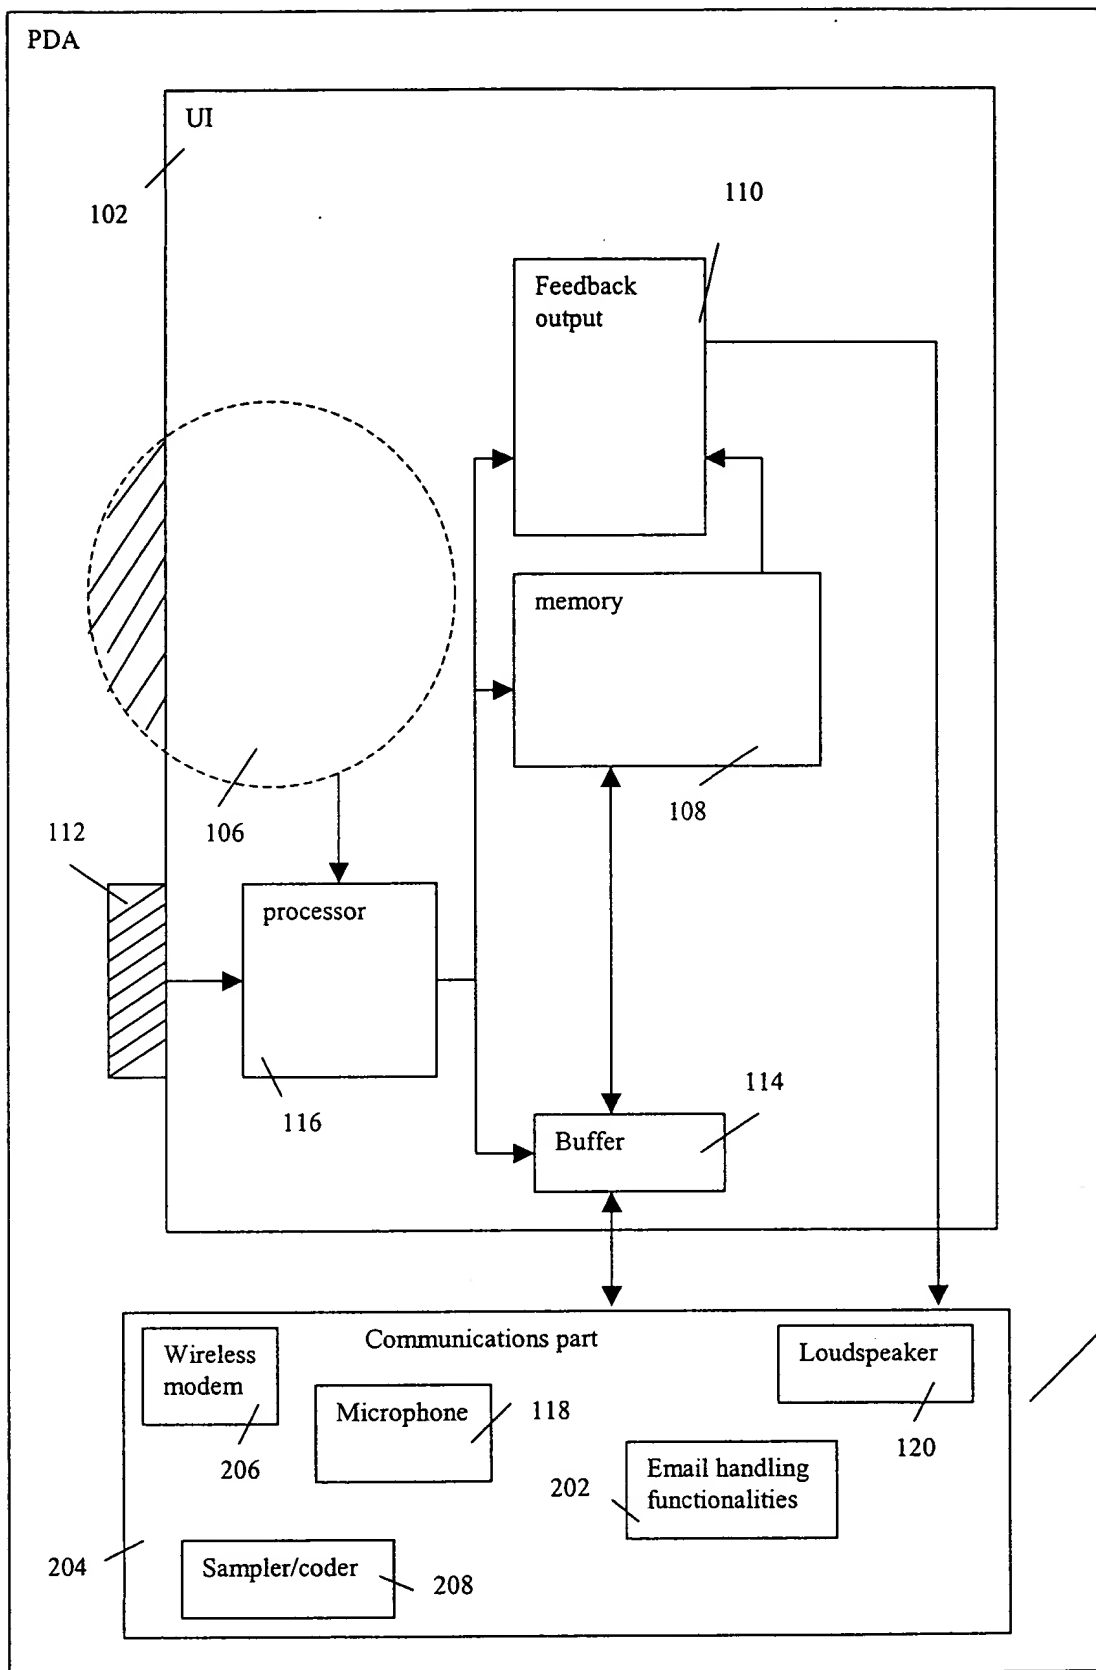 PDA
UI
102
110
Feedback
output
memory
108
106
112
processor
116
114
Buffer
Communications part
Wireless
modem
206
Microphone
118
Loudspeaker
120
Email handling
functionalities
202
204
Sampler/coder
208